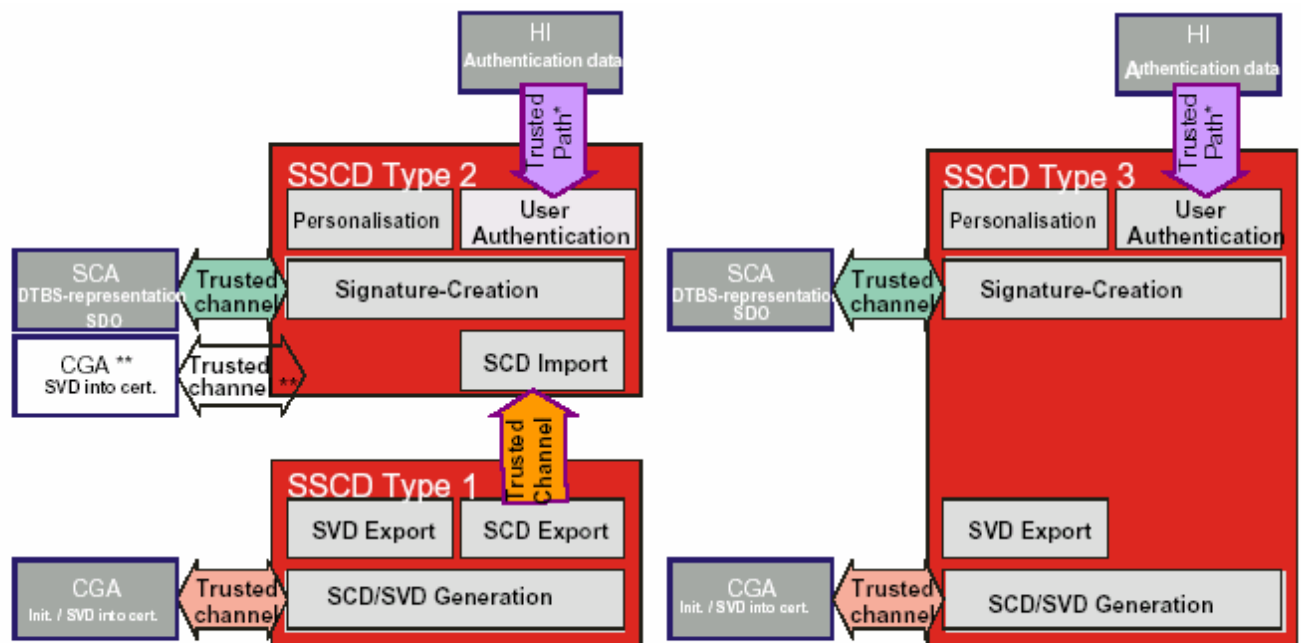 HI
Authentication data
Trusted
Path*
SSCD Type 2
Personalisation
User
Authentication
SCA
DTBS-representation
SDO
Trusted
channel
Signature-Creation
CGA **
SVD into cert.
Trusted
channel **
SCD Import
Trusted
Channel
SSCD Type 1
SVD Export
SCD Export
CGA
Init. / SVD into cert.
Trusted
channel
SCD/SVD Generation
HI
Authentication data
Trusted
Path*
SSCD Type 3
Personalisation
User
Authentication
SCA
DTBS-representation
SDO
Trusted
channel
Signature-Creation
SVD Export
CGA
Init. / SVD into cert.
Trusted
channel
SCD/SVD Generation